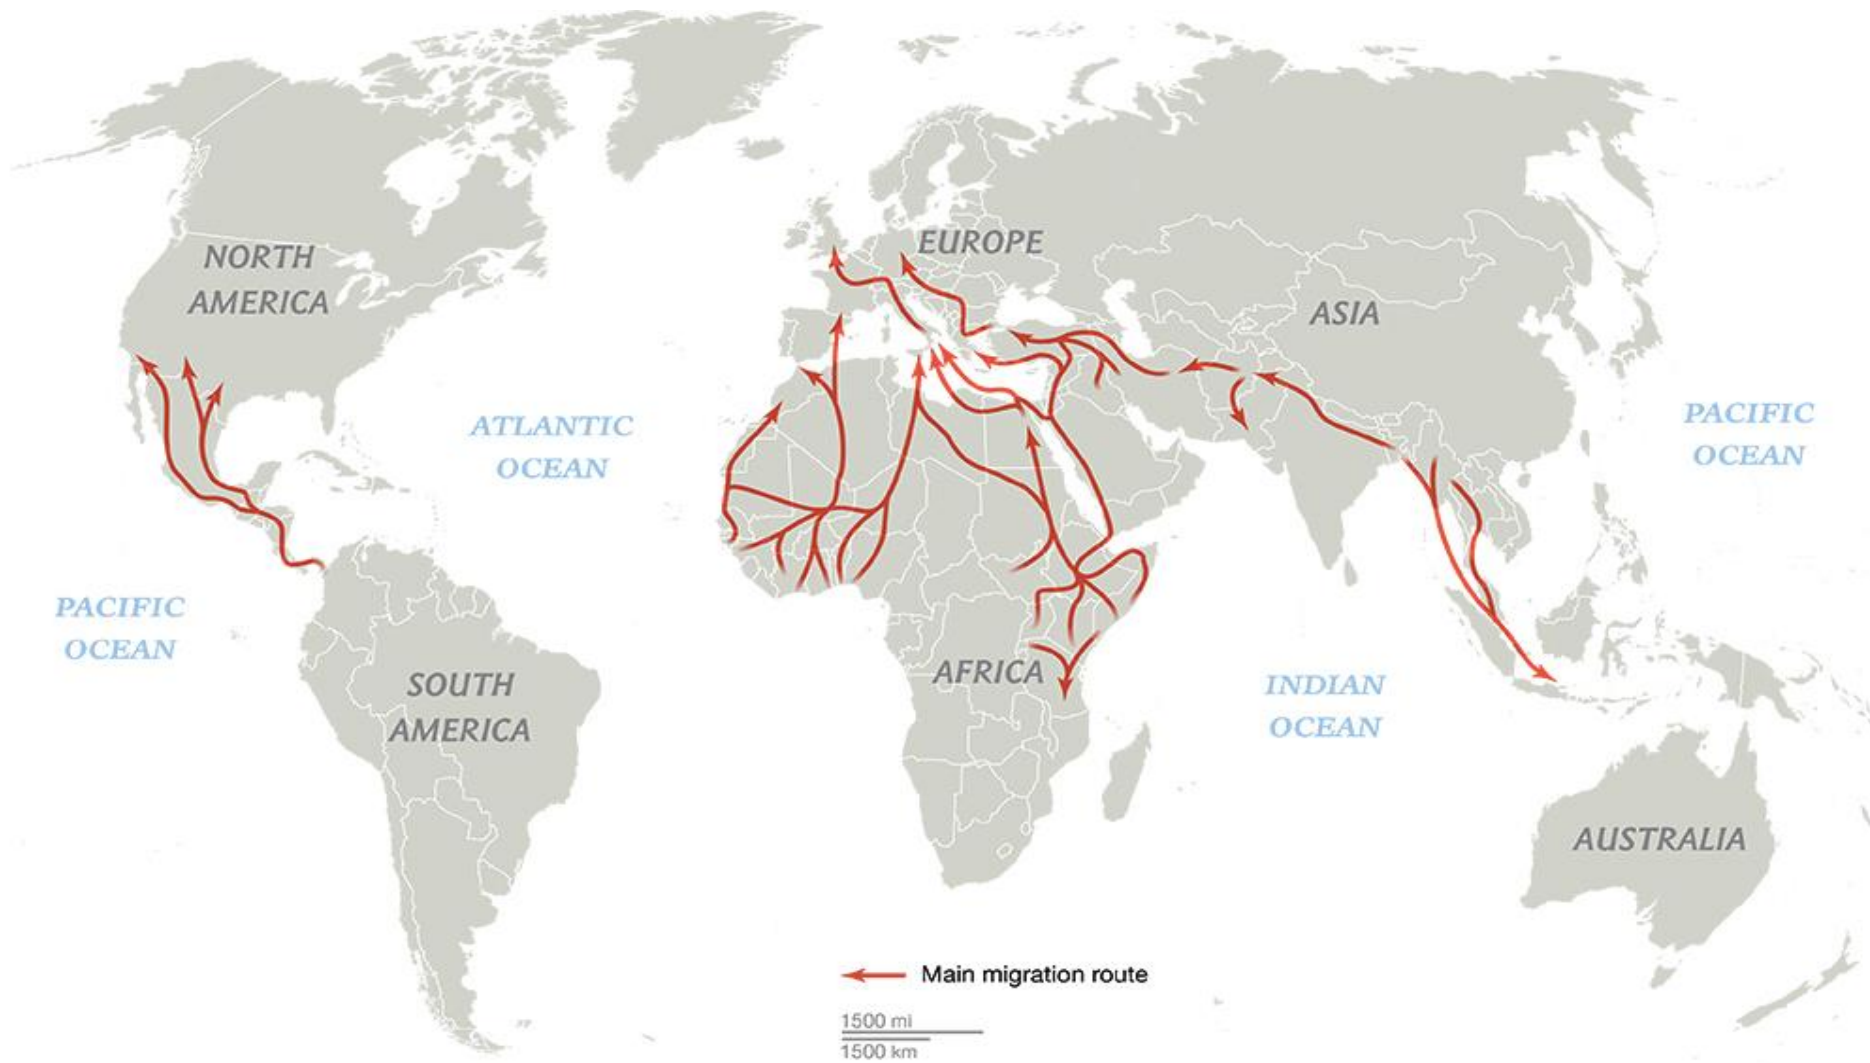 NORTH
AMERICA
EUROPE
ASIA
ATLANTIC
OCEAN
PACIFIC
OCEAN
PACIFIC
OCEAN
SOUTH
AMERICA
AFRICA
INDIAN
OCEAN
AUSTRALIA
Main migration route
1500 mi
1500 km